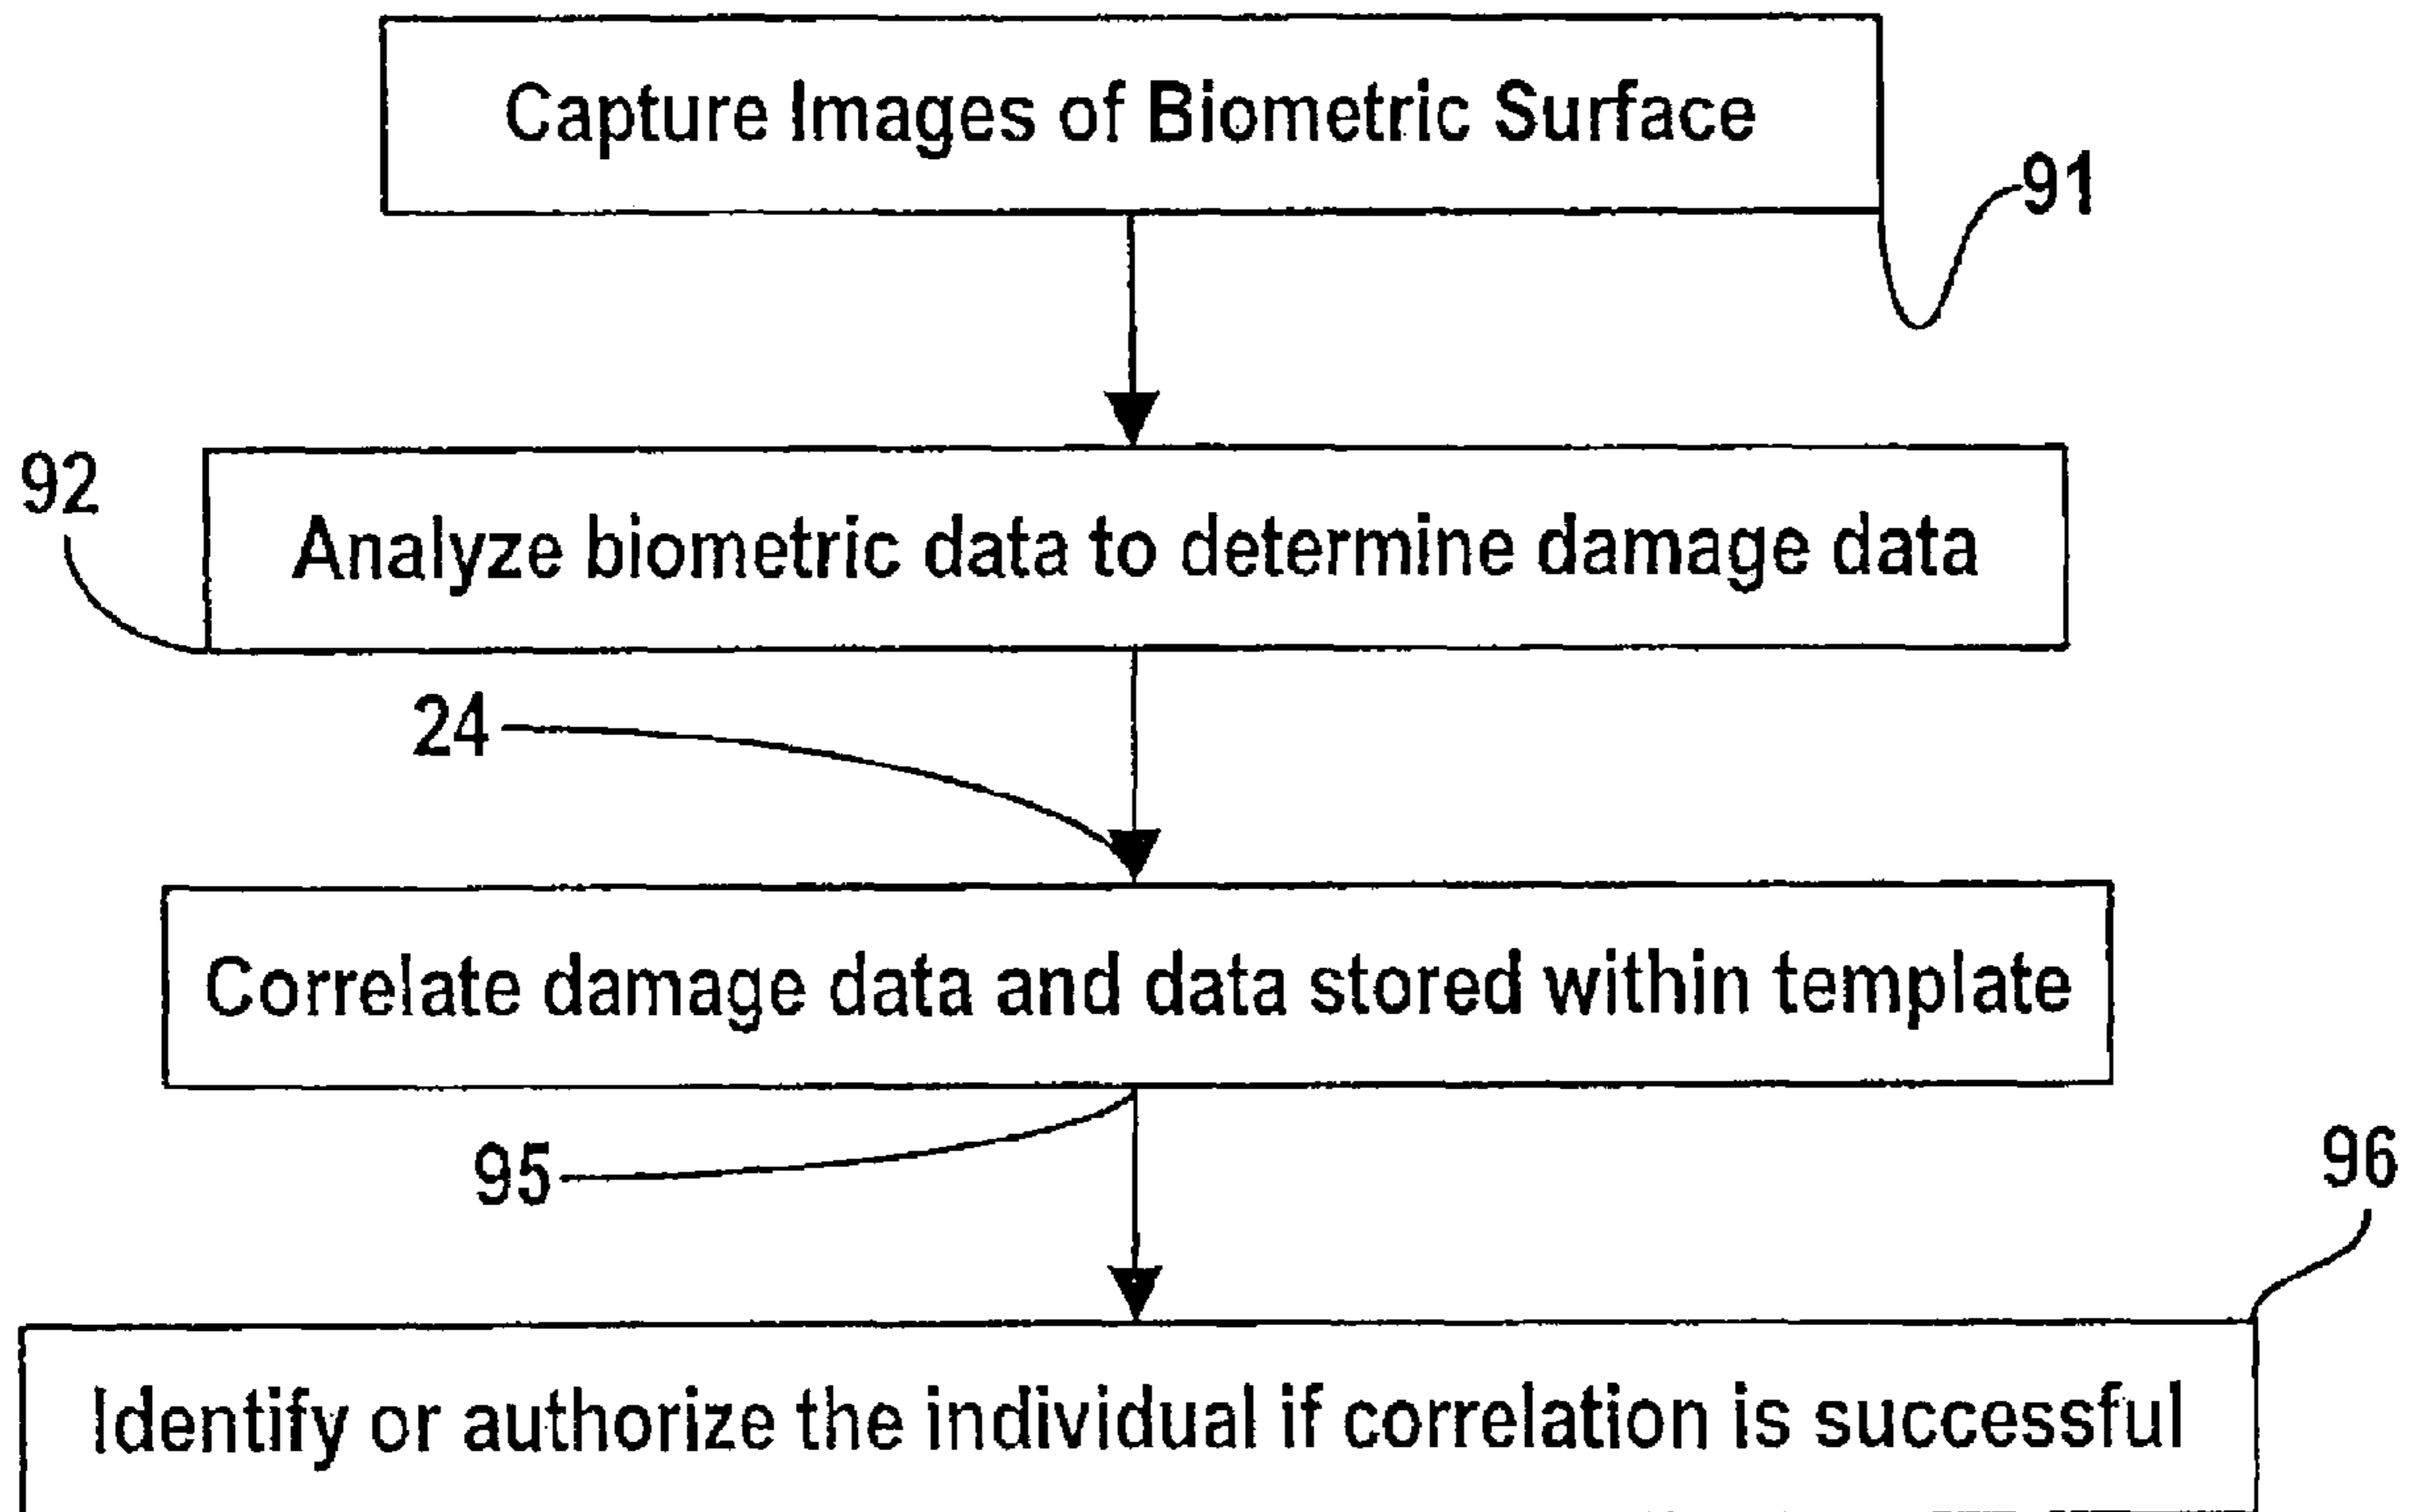 Capture Images of Biometric Surface
91
92
Analyze biometric data to determine damage data
24
Correlate damage data and data stored within template
95
96
Identify or authorize the individual if correlation is successful